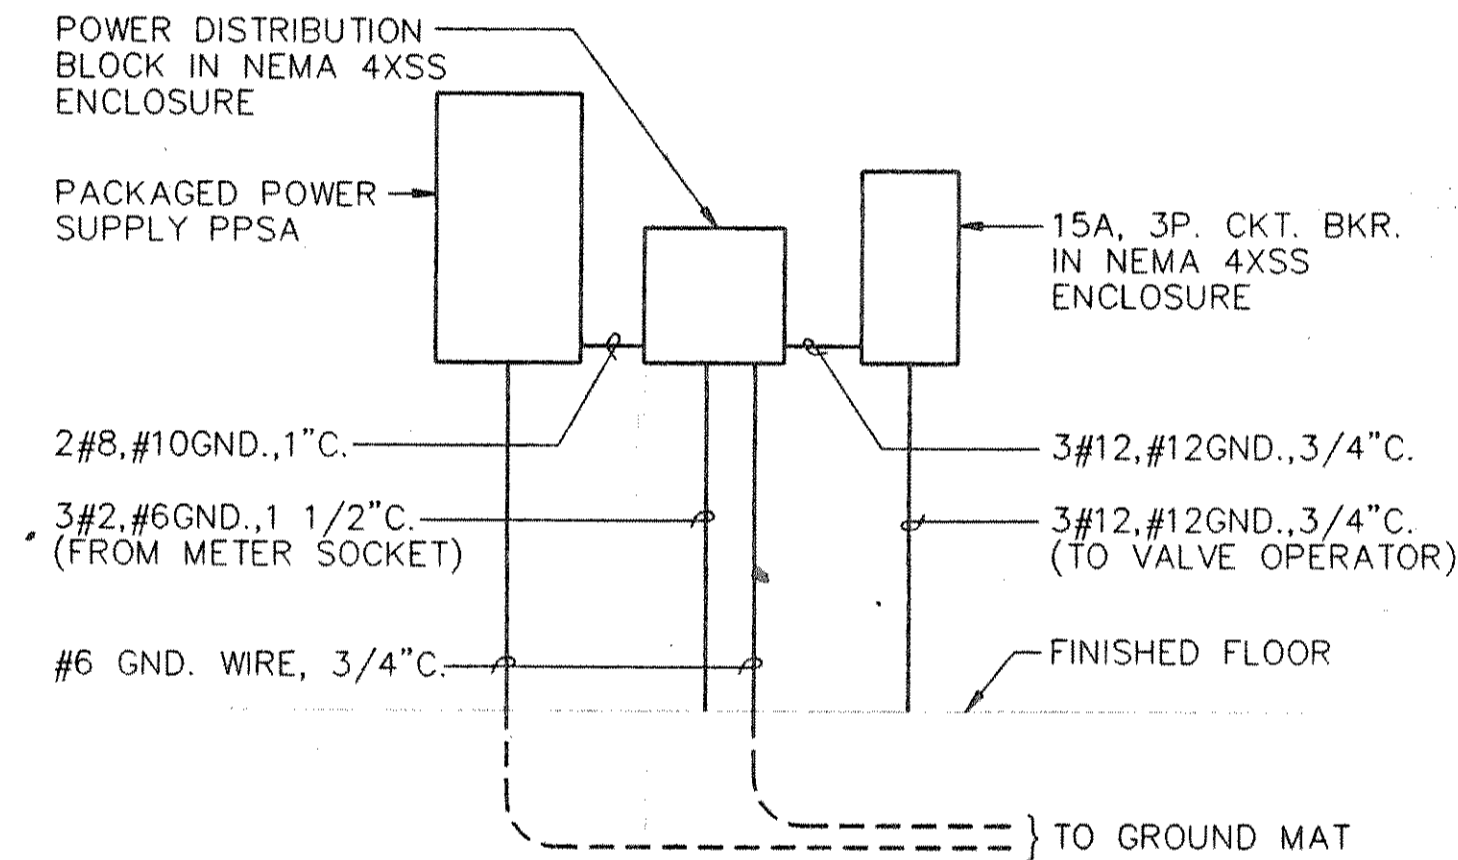 POWER DISTRIBUTION
BLOCK IN NEMA 4XSS
ENCLOSURE
PACKAGED POWER
SUPPLY PPSA
15A, 3P. CKT. BKR.
IN NEMA 4XSS
ENCLOSURE
2#8,#10GND.,1"C.
3#12,#12GND.,3/4"C.
3#2,#6GND.,1 1/2"C.
(FROM METER SOCKET)
3#12,#12GND.,3/4"C.
(TO VALVE OPERATOR)
#6 GND. WIRE, 3/4"C.
FINISHED FLOOR
TO GROUND MAT